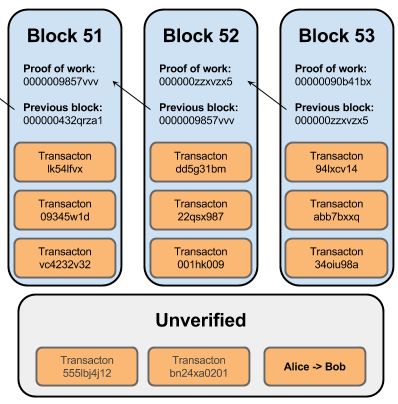 Block 51
Proof of work:
0000009857vvv
Previous block:
000000432qrza1
Transacton
lk54lfvx
Transacton
09345w1d
Transacton
vc4232v32
Block 52
Proof of work:
000000zzxvzx5
Previous block:
0000009857vvv
Transacton
dd5g31bm
Transacton
22qsx987
Transacton
001hk009
Block 53
Proof of work:
00000090b41bx
Previous block:
000000zzxvzx5
Transacton
94lxcv14
Transacton
abb7bxxq
Transacton
34oiu98a
Unverified
Transacton
555lbj4j12
Transacton
bn24xa0201
Alice -> Bob